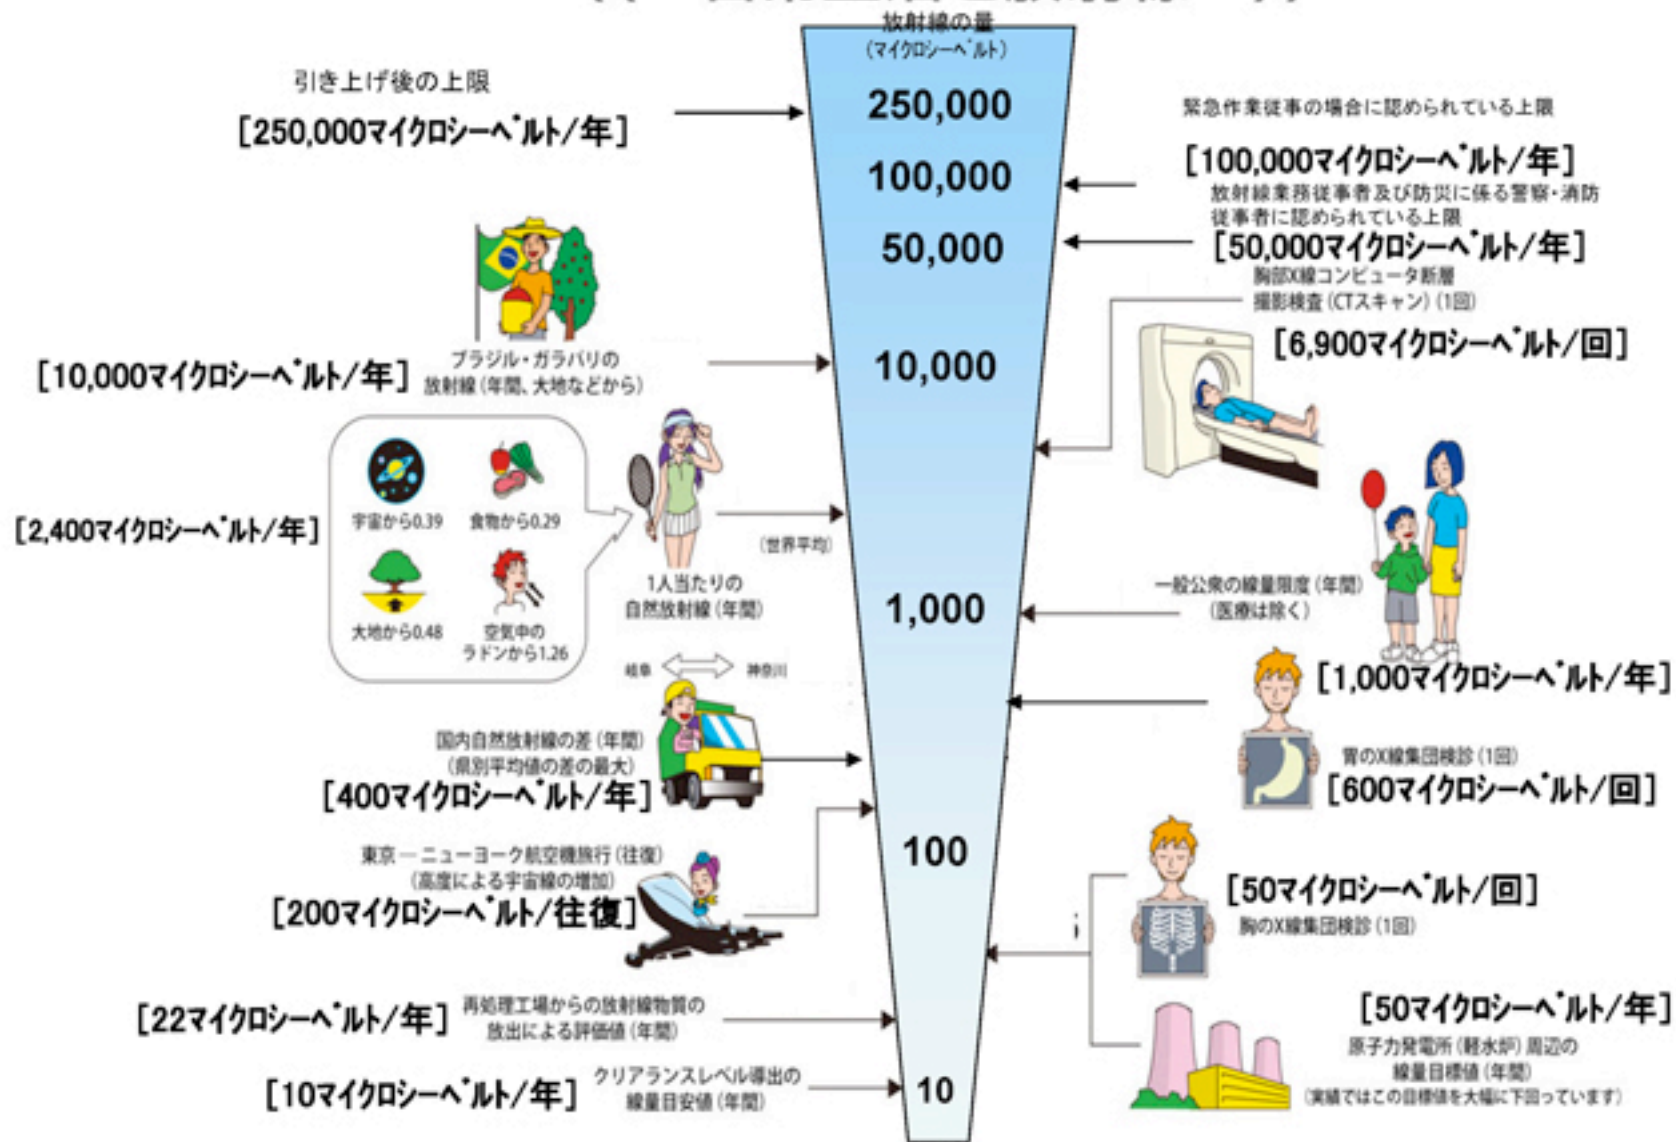 放射線の量
(マイクロシーベルト)
250,000
100,000
50,000
10,000
1,000
100
10
引き上げ後の上限
[250,000マイクロシーベルト/年]
[10,000マイクロシーベルト/年]
ブラジル・ガラパリの
放射線(年間、大地などから)
[2,400マイクロシーベルト/年]
宇宙から0.39
食物から0.29
大地から0.48
空気中の
ラドンから1.26
(世界平均)
1人当たりの
自然放射線(年間)
岐阜
神奈川
国内自然放射線の差(年間)
(県別平均値の差の最大)
[400マイクロシーベルト/年]
東京―ニューヨーク航空機旅行(往復)
(高度による宇宙線の増加)
[200マイクロシーベルト/往復]
[22マイクロシーベルト/年]
再処理工場からの放射線物質の
放出による評価値(年間)
[10マイクロシーベルト/年]
クリアランスレベル導出の
線量目安値(年間)
緊急作業従事の場合に認められている上限
[100,000マイクロシーベルト/年]
放射線業務従事者及び防災に係る警察・消防
従事者に認められている上限
[50,000マイクロシーベルト/年]
胸部X線コンピュータ断層
撮影検査(CTスキャン)(1回)
[6,900マイクロシーベルト/回]
一般公衆の線量限度(年間)
(医療は除く)
[1,000マイクロシーベルト/年]
胃のX線集団検診(1回)
[600マイクロシーベルト/回]
[50マイクロシーベルト/回]
胸のX線集団検診(1回)
[50マイクロシーベルト/年]
原子力発電所(軽水炉)周辺の
線量目標値(年間)
(実績ではこの目標値を大幅に下回っています)